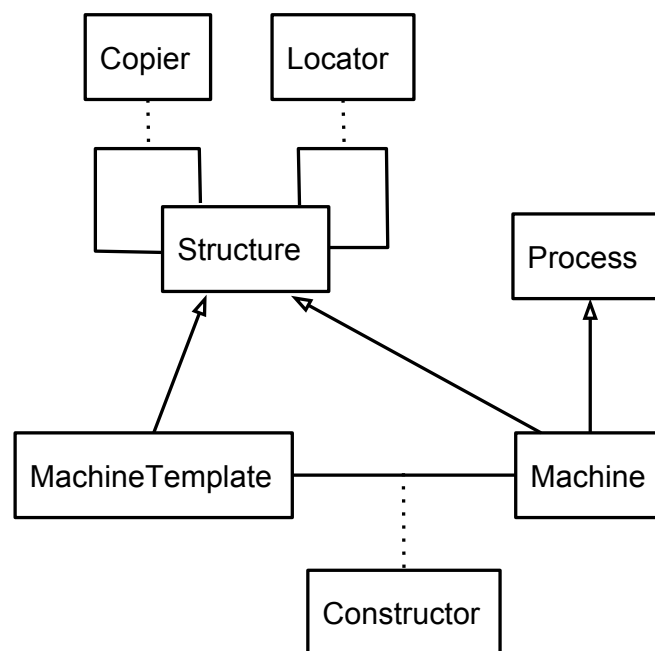 Copier
Locator
Structure
Process
MachineTemplate
Machine
Constructor